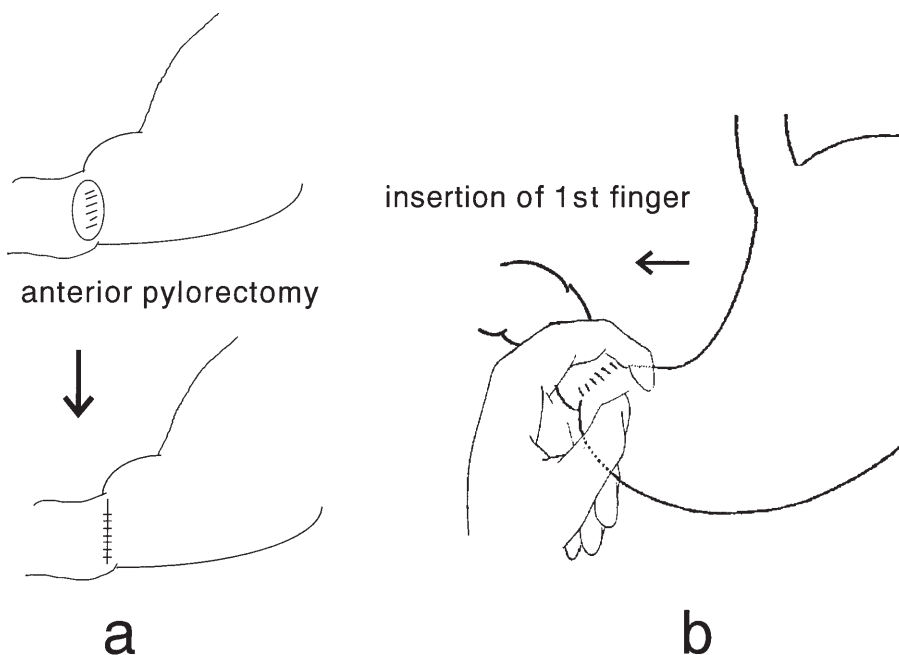 anterior pylorectomy
insertion of 1st finger
a
b